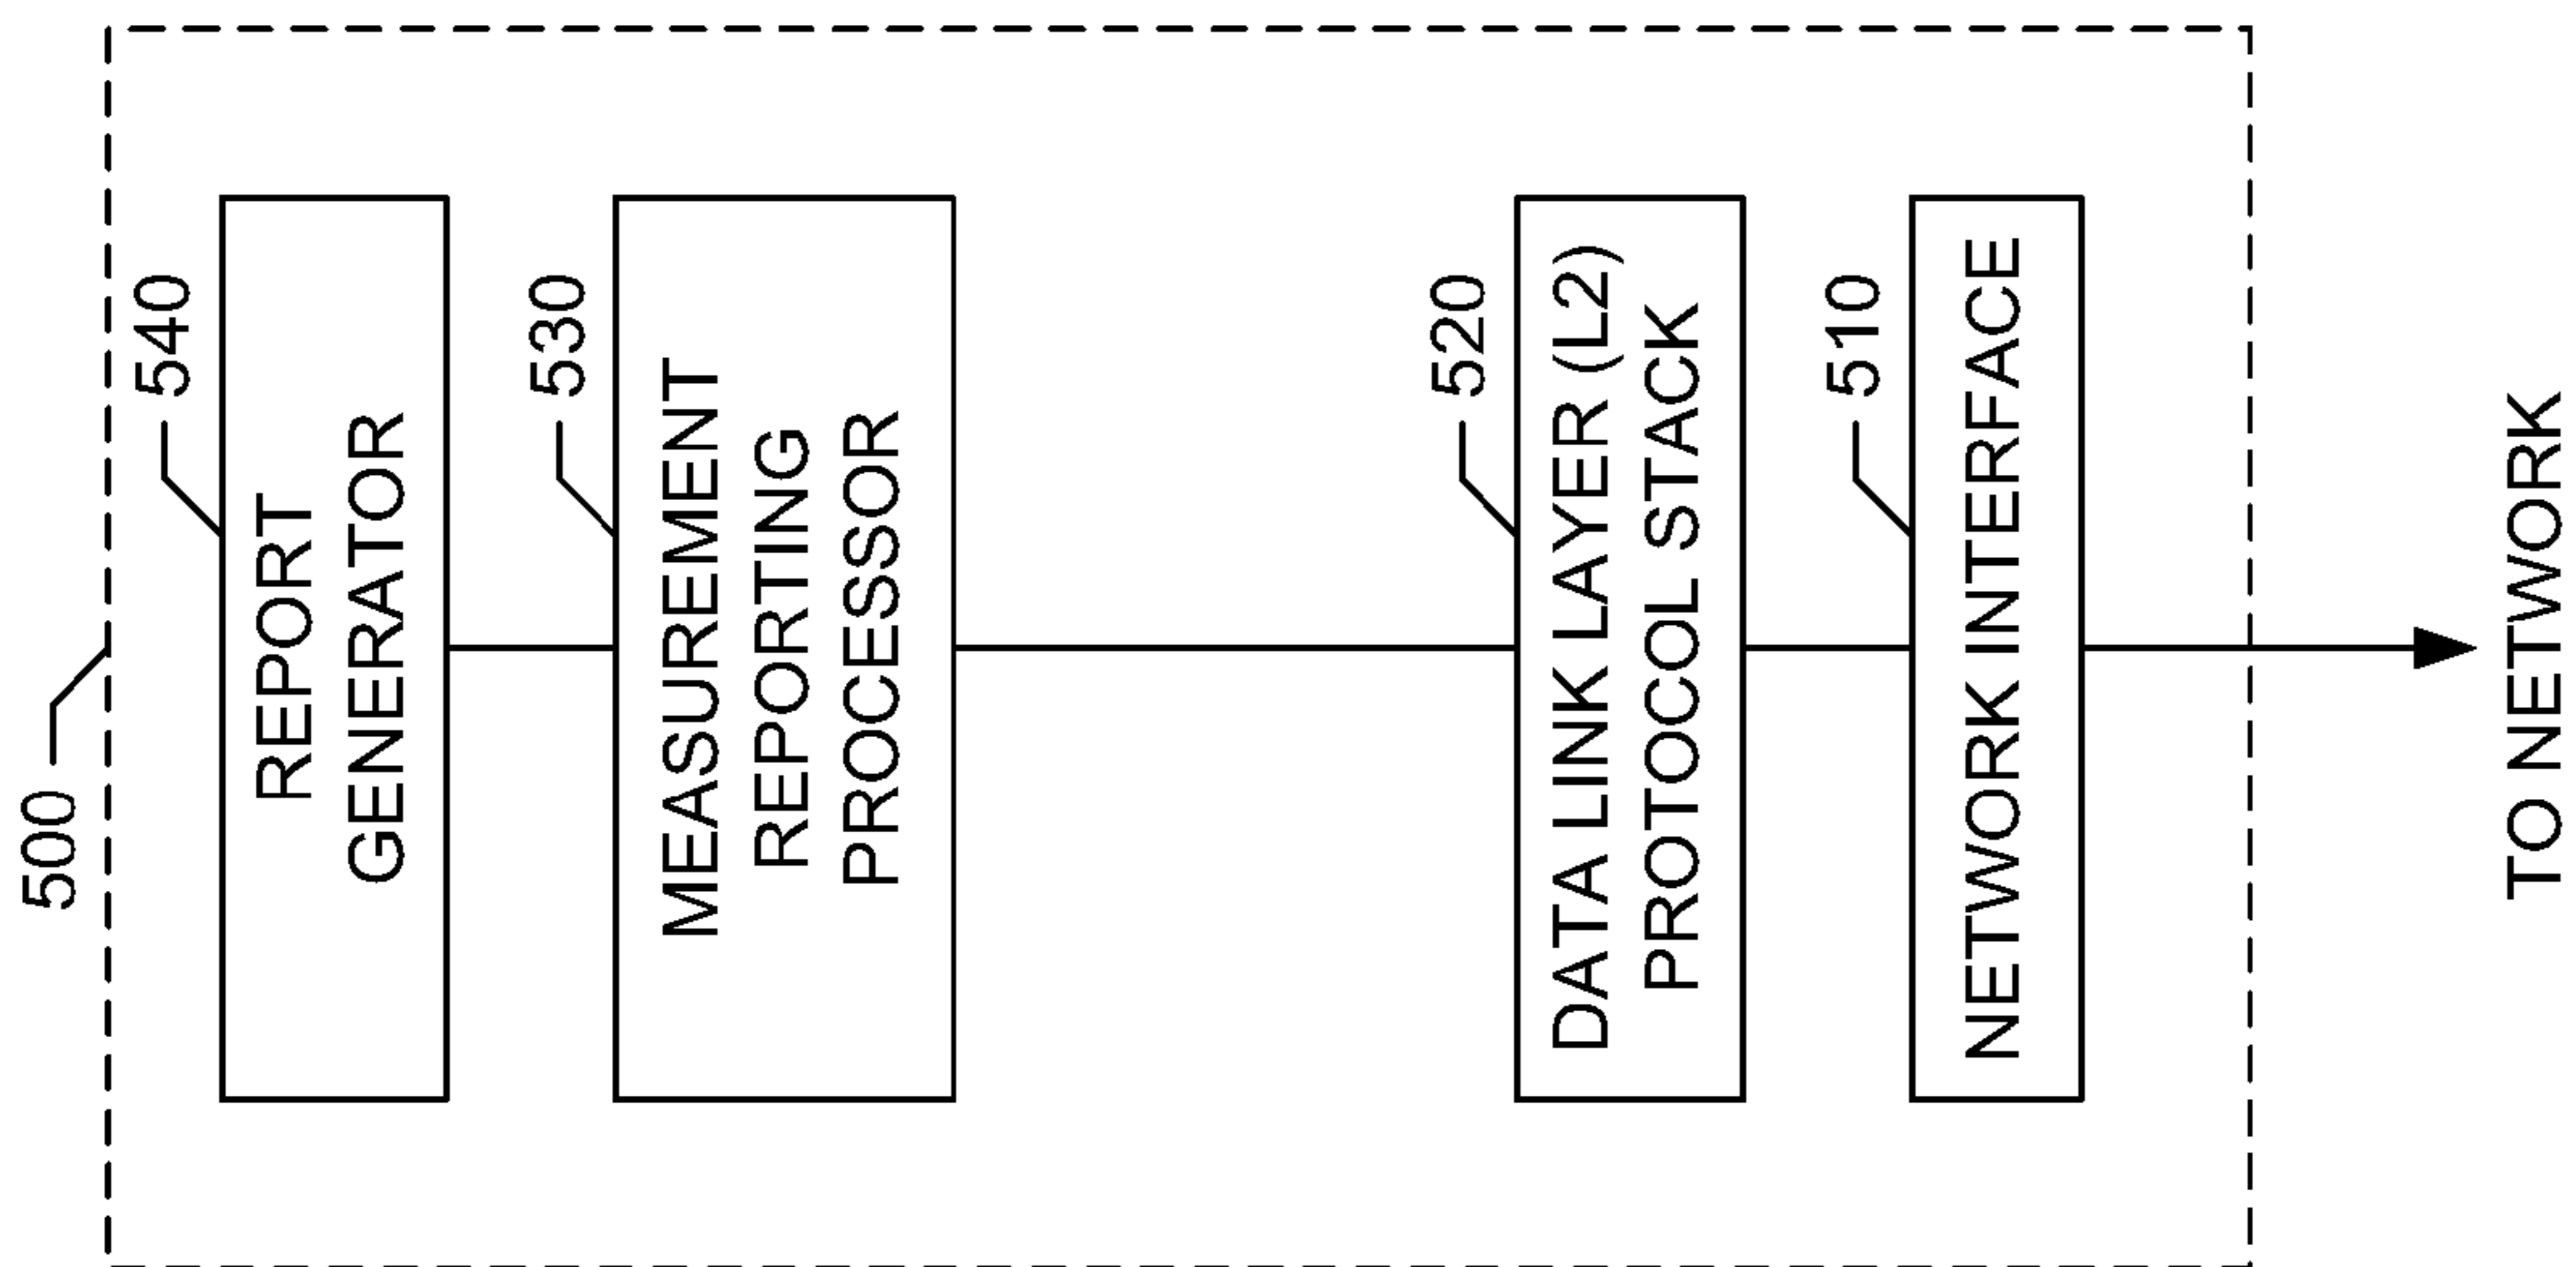 500
540
REPORT
GENERATOR
530
MEASUREMENT
REPORTING
PROCESSOR
520
DATA LINK LAYER (L2)
PROTOCOL STACK
510
NETWORK INTERFACE
TO NETWORK